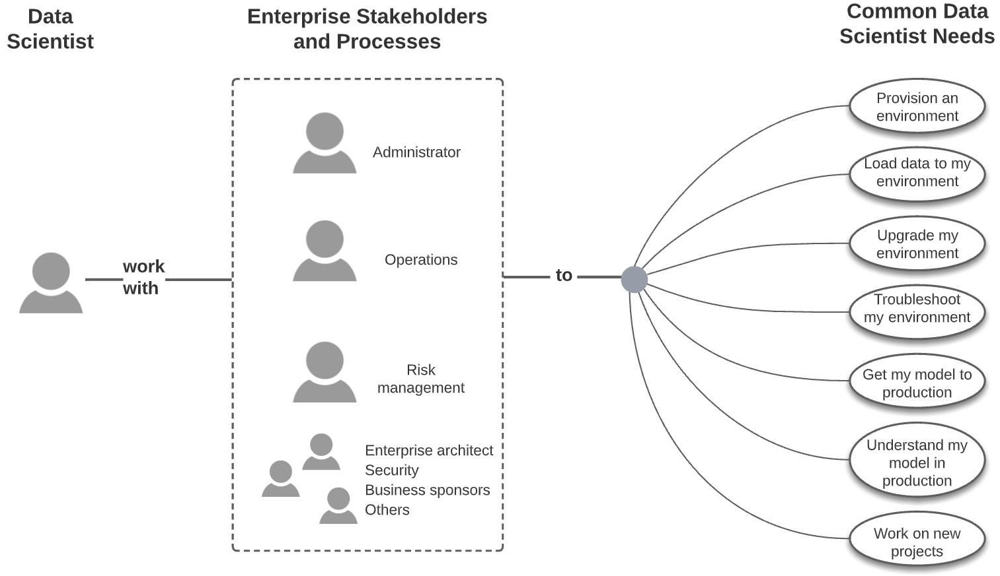 Data
Scientist
Enterprise Stakeholders
and Processes
Common Data
Scientist Needs
work
with
Administrator
Operations
Risk
management
Enterprise architect
Security
Business sponsors
Others
to
Provision an
environment
Load data to my
environment
Upgrade my
environment
Troubleshoot
my environment
Get my model to
production
Understand my
model in
production
Work on new
projects